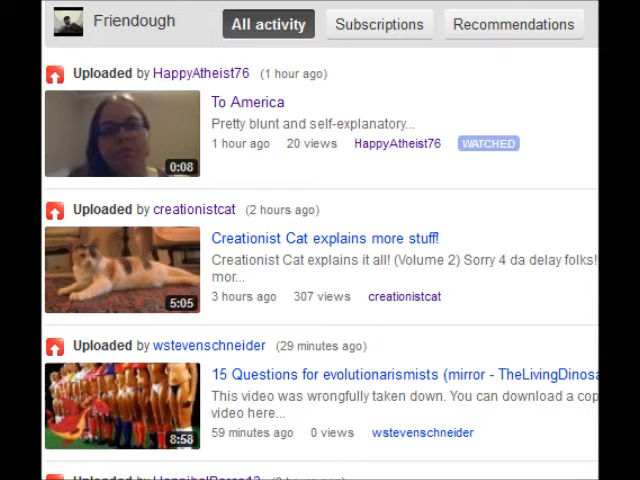 Friendough
All activity
Subscriptions
Recommendations
Uploaded by HappyAtheist76 (1 hour ago)
To America
Pretty blunt and self-explanatory...
1 hour ago 20 views HappyAtheist76 WATCHED
0:08
Uploaded by creationistcat (2 hours ago)
Creationist Cat explains more stuff!
Creationist Cat explains it all! (Volume 2) Sorry 4 da delay folks!
mor...
3 hours ago 307 views creationistcat
5:05
Uploaded by wstevenschneider (29 minutes ago)
15 Questions for evolutionarismists (mirror - TheLivingDinosa
This video was wrongfully taken down. You can download a cop
video here...
59 minutes ago 0 views wstevenschneider
8:58